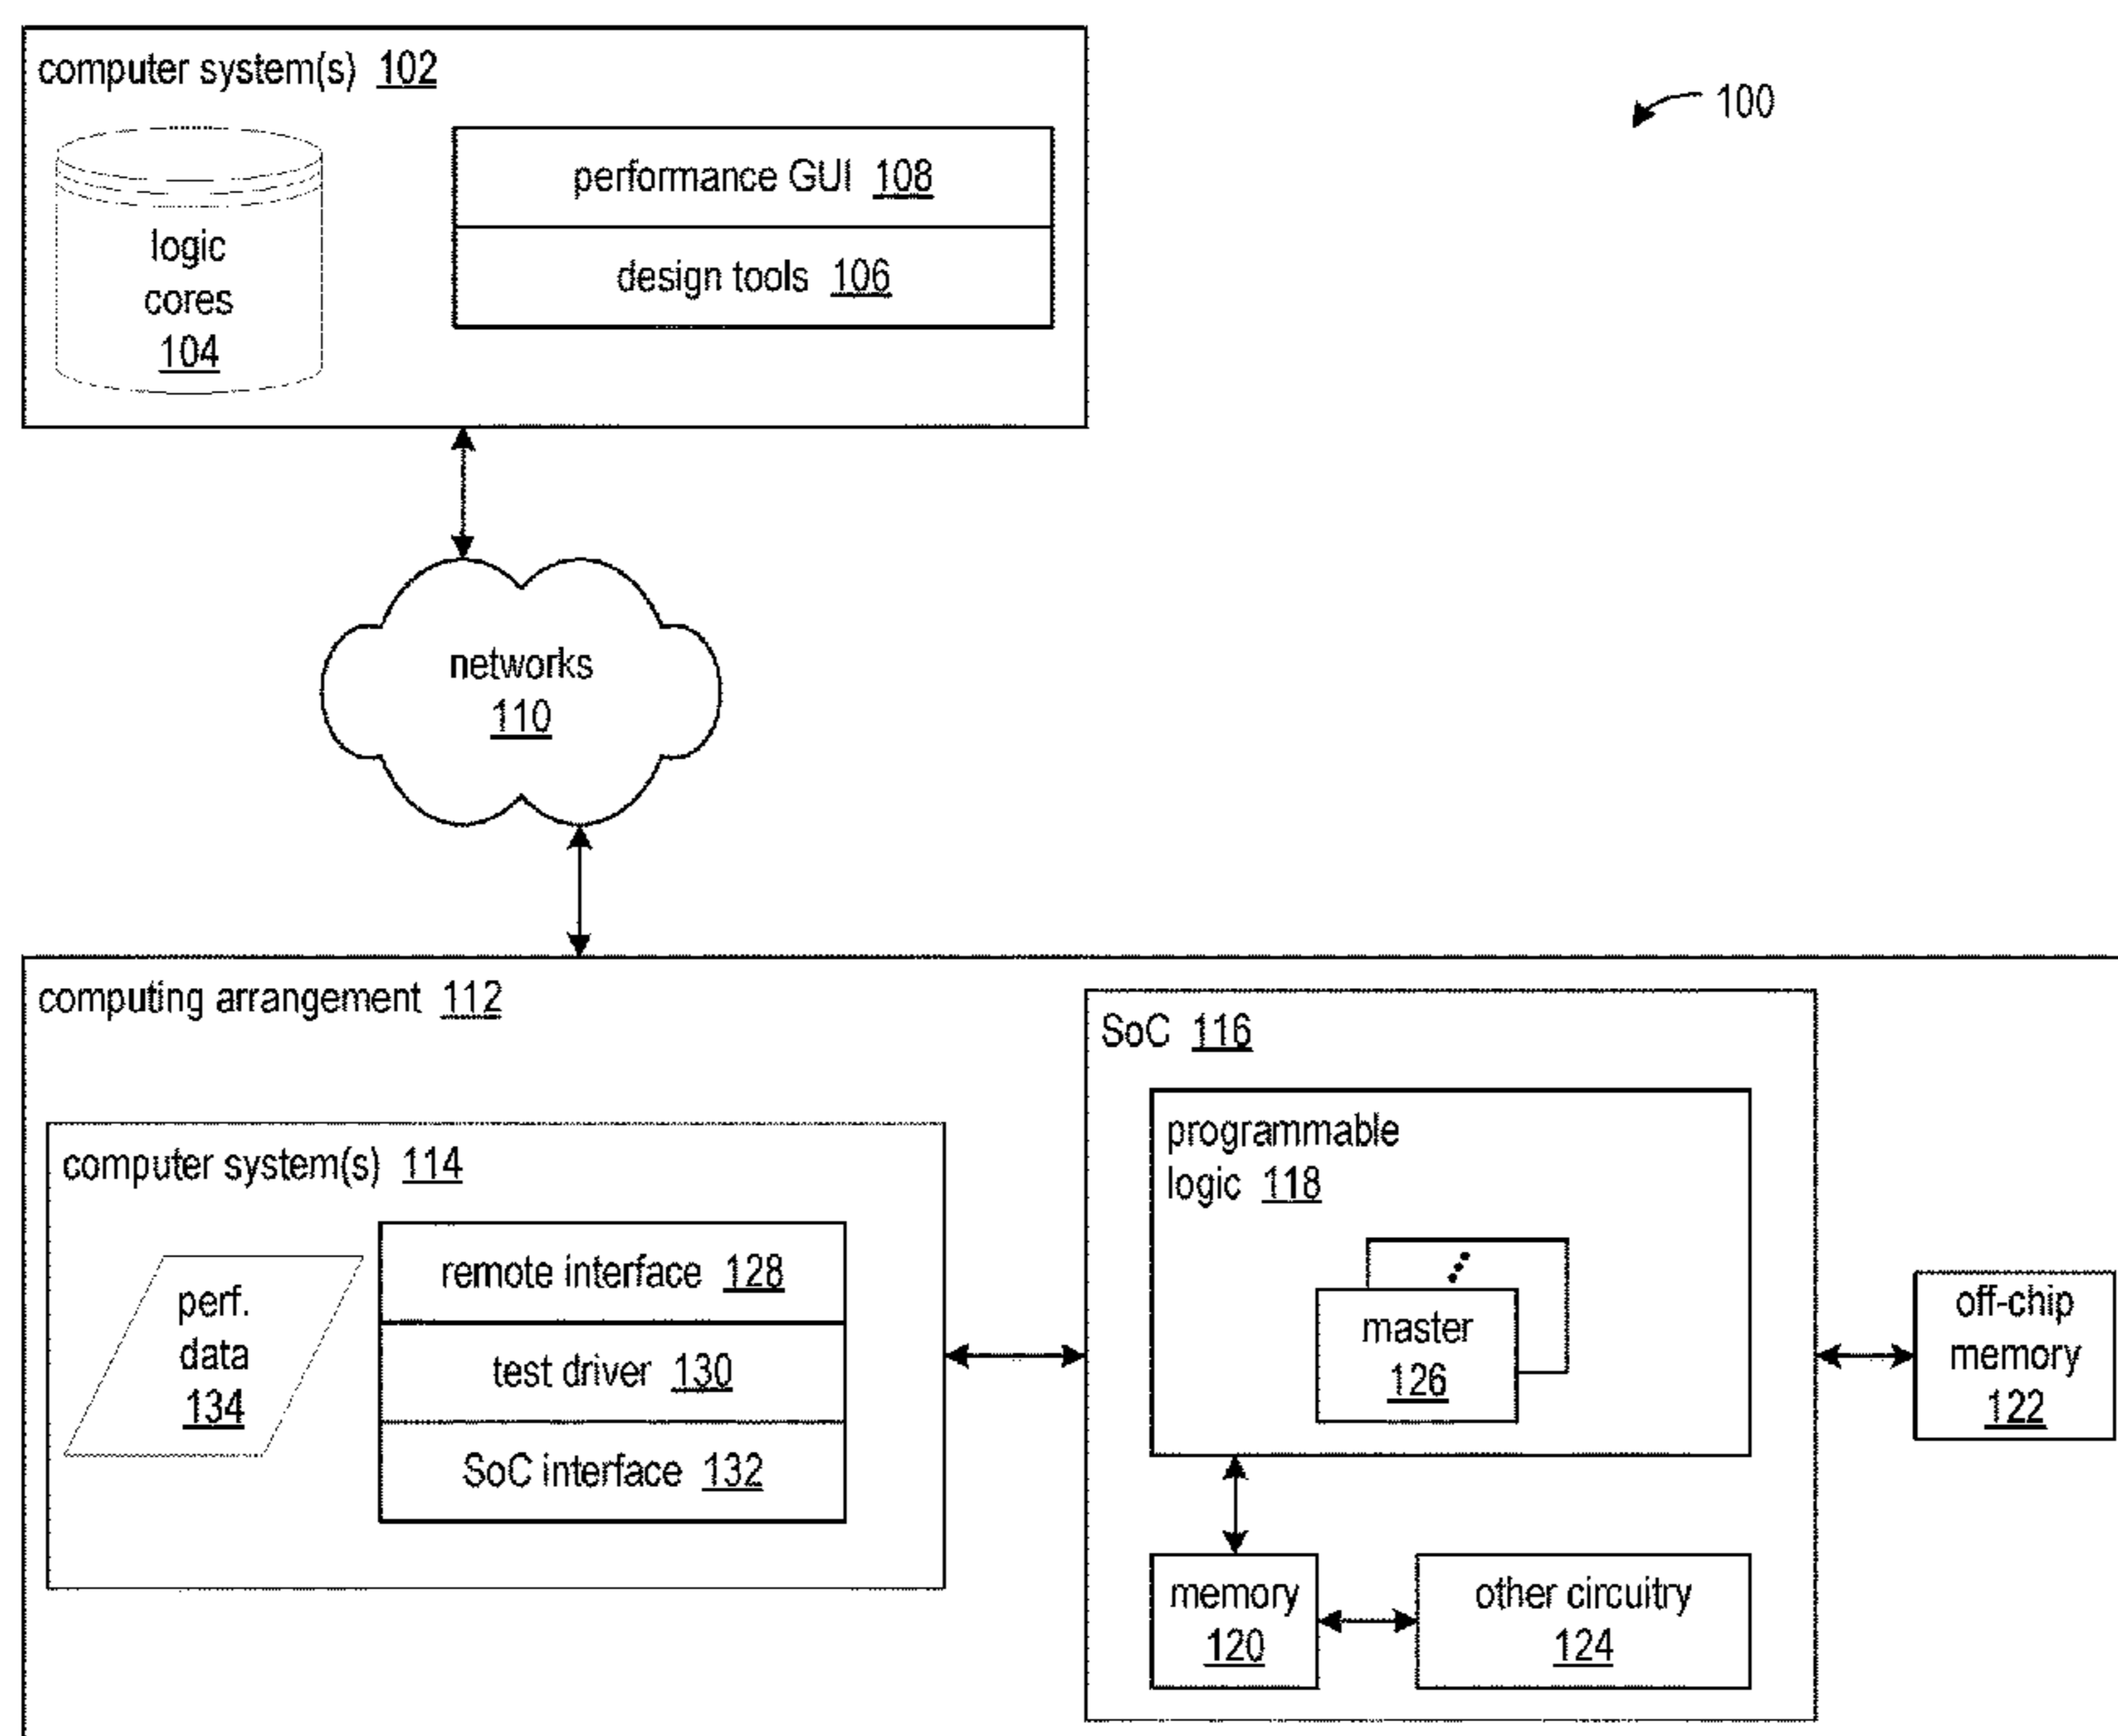 computer system(s) 102
100
performance GUI 108
design tools 106
logic
cores
104
networks
110
computing arrangement 112
SoC 116
programmable
logic 118
computer system(s) 114
remote interface 128
test driver 130
SoC interface 132
perf.
data
134
master
126
off-chip
memory
122
memory
120
other circuitry
124